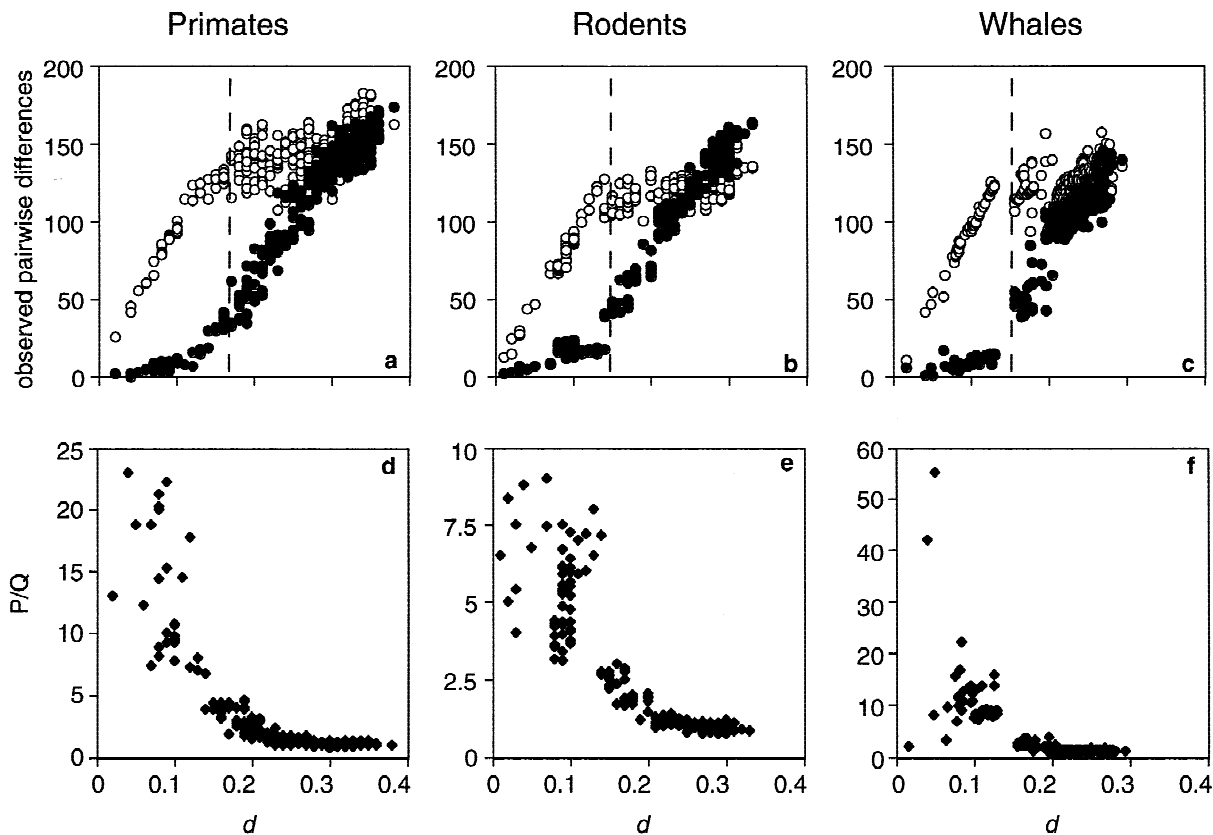 Primates Rodents Whales
observed pairwise differences
200 200 200
150 150 150
100 100 100
50 50 50
0 0 0
a b c
P/Q
25 10 60
20 7.5 50
15 5 40
10 2.5 30
5 0 20
0 10
0
d e f
0 0.1 0.2 0.3 0.4 0 0.1 0.2 0.3 0.4 0 0.1 0.2 0.3 0.4
d d d